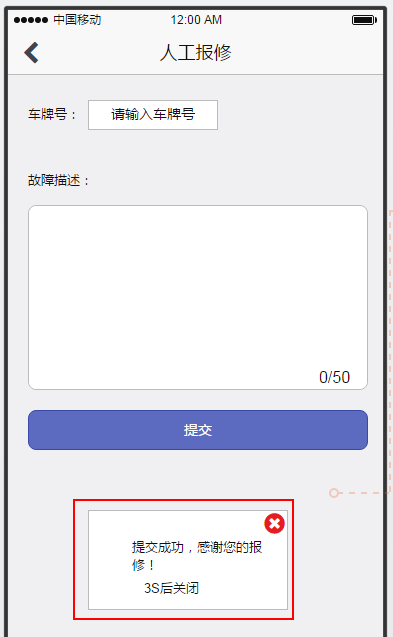 中国移动 12:00 AM
人工报修
车牌号： 请输入车牌号
故障描述：
0/50
提交
提交成功，感谢您的报
修！
3S后关闭